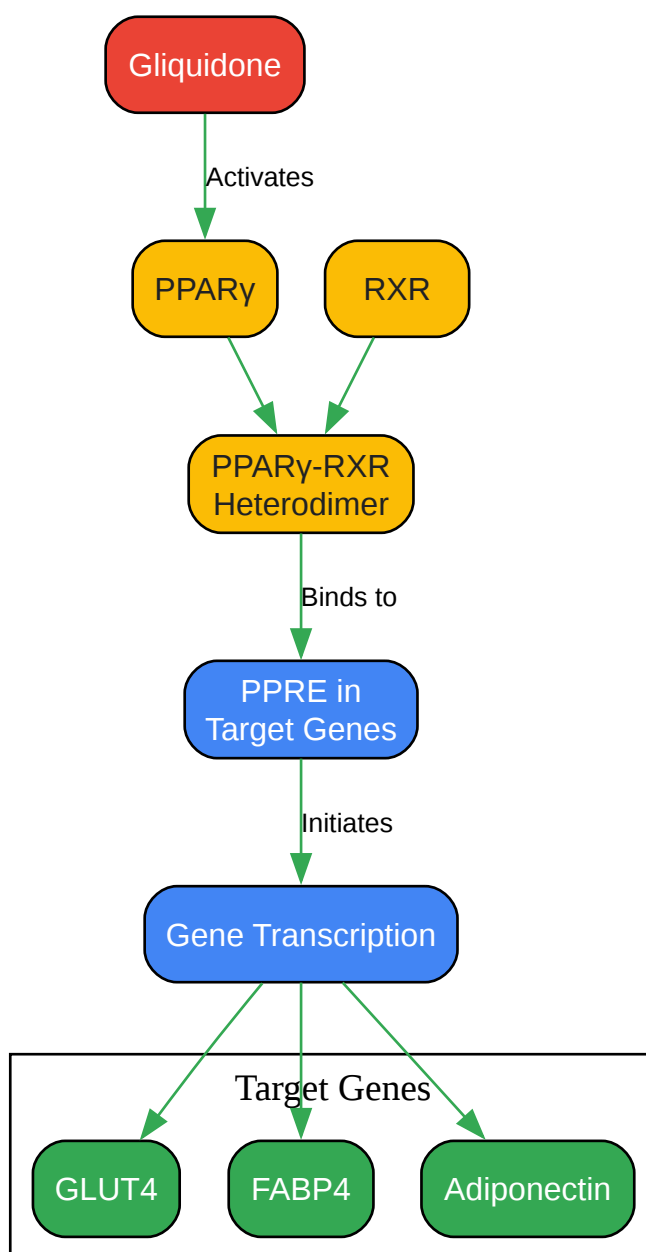 Gliquidone
Activates
PPARγ
RXR
PPARγ-RXR
Heterodimer
Binds to
PPRE in
Target Genes
Initiates
Gene Transcription
Target Genes
GLUT4
FABP4
Adiponectin